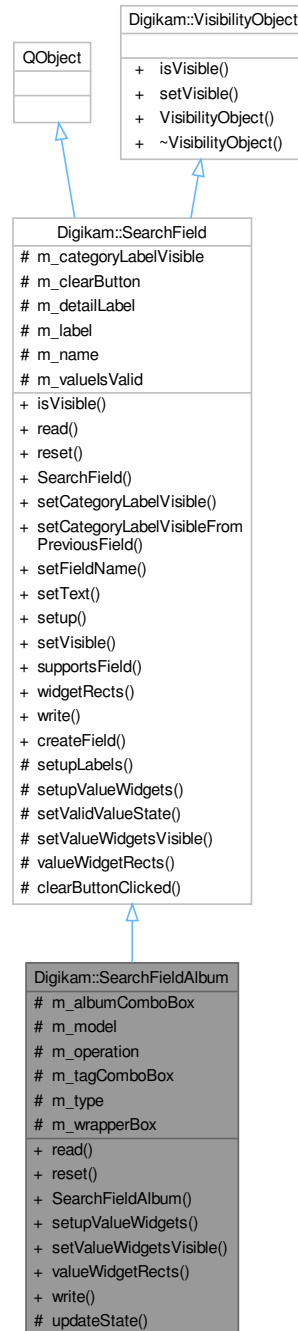 Digikam::VisibilityObject
+ isVisible()
+ setVisible()
+ VisibilityObject()
+ ~VisibilityObject()
QObject
Digikam::SearchField
# m_categoryLabelVisible
# m_clearButton
# m_detailLabel
# m_label
# m_name
# m_valueIsValid
+ isVisible()
+ read()
+ reset()
+ SearchField()
+ setCategoryLabelVisible()
+ setCategoryLabelVisibleFrom
PreviousField()
+ setFieldName()
+ setText()
+ setup()
+ setVisible()
+ supportsField()
+ widgetRects()
+ write()
+ createField()
# setupLabels()
# setupValueWidgets()
# setValidValueState()
# setValueWidgetsVisible()
# valueWidgetRects()
# clearButtonClicked()
Digikam::SearchFieldAlbum
# m_albumComboBox
# m_model
# m_operation
# m_tagComboBox
# m_type
# m_wrapperBox
+ read()
+ reset()
+ SearchFieldAlbum()
+ setupValueWidgets()
+ setValueWidgetsVisible()
+ valueWidgetRects()
+ write()
# updateState()